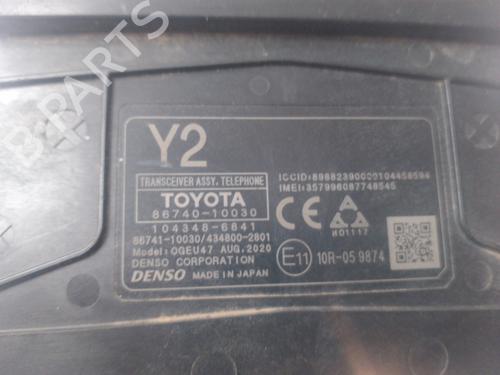 B-PARTS
Y2
TRANSCEIVER ASSY, TELEPHONE
TOYOTA
86740-10030
104348-6841
86741-10030/434800-2801
Model: OGEU47 AUG, 2020
DENSO CORPORATION
DENSO MADE IN JAPAN
ICCID:89882390000104458594
IMEI:357996087748545
CE
H01117
E11 10R-05 9874